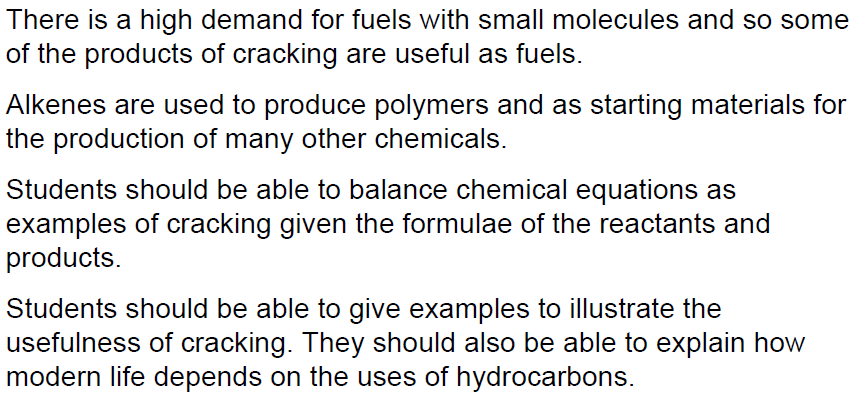 There is a high demand for fuels with small molecules and so some
of the products of cracking are useful as fuels.
Alkenes are used to produce polymers and as starting materials for
the production of many other chemicals.
Students should be able to balance chemical equations as
examples of cracking given the formulae of the reactants and
products.
Students should be able to give examples to illustrate the
usefulness of cracking. They should also be able to explain how
modern life depends on the uses of hydrocarbons.